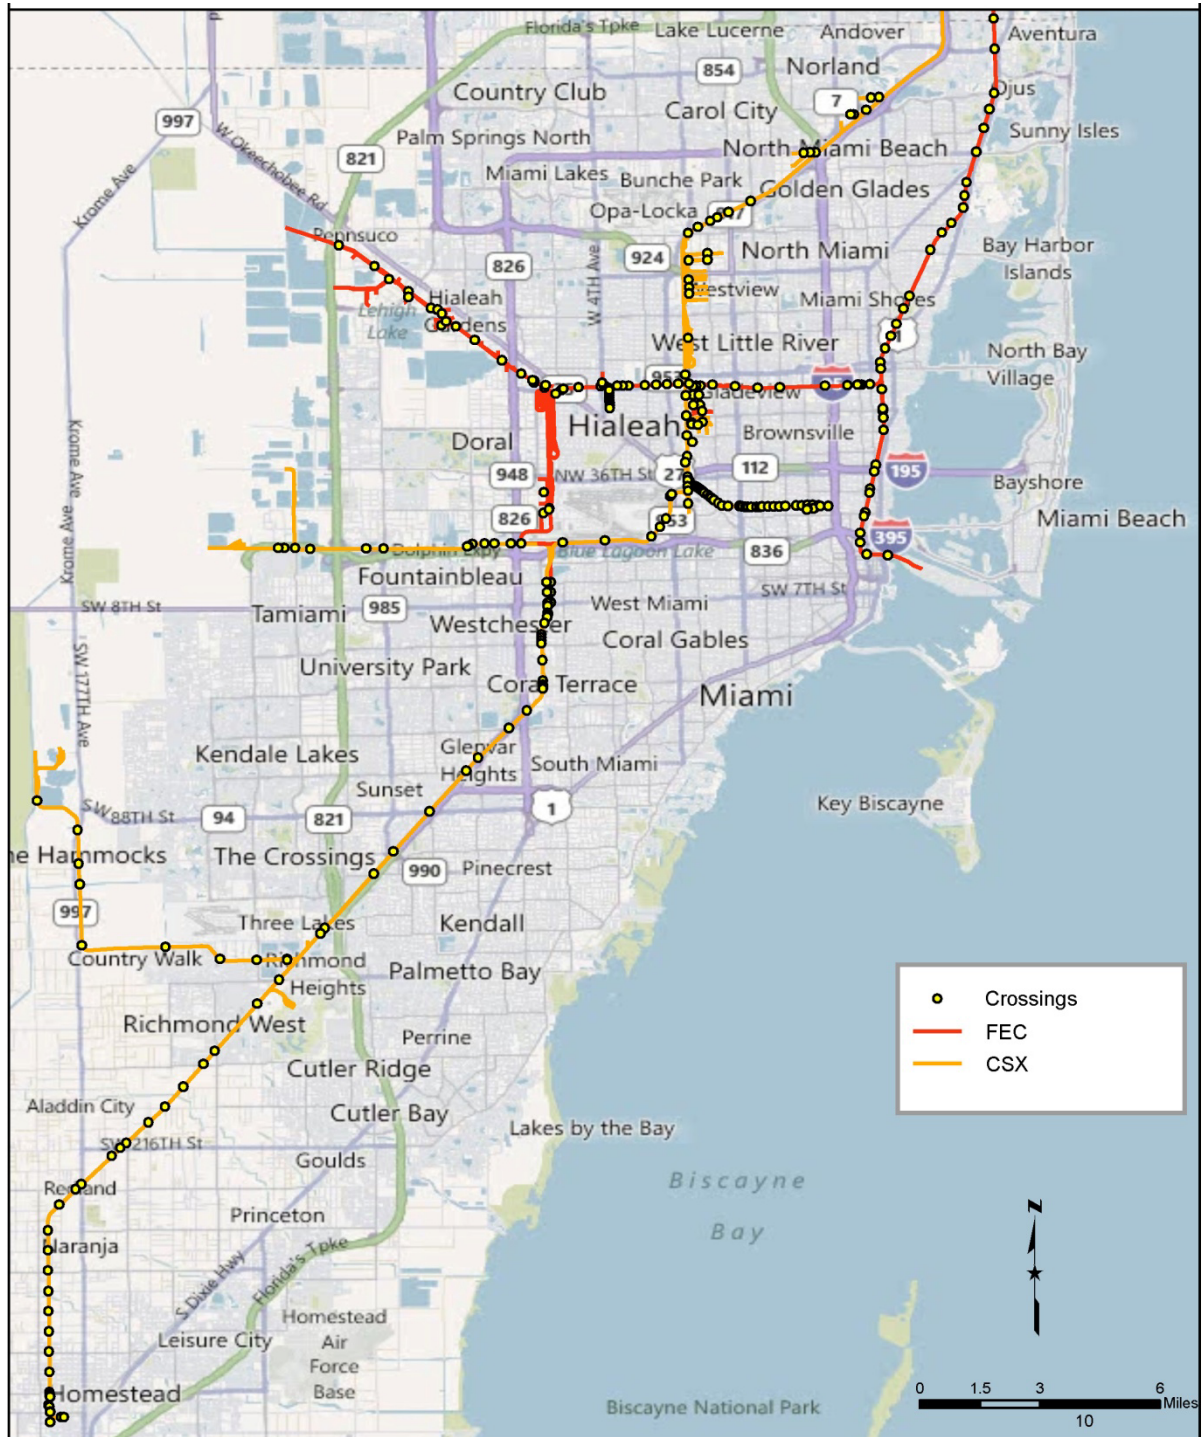 Florida's Tpke
Lake Lucerne
Andover
Aventura
854
Norland
Ojus
Country Club
7
Carol City
997
W Okeechobee Rd
Palm Springs North
Sunny Isles
821
North Miami Beach
Krome Ave
Miami Lakes
Bunche Park
Golden Glades
Opa-Locka
Pennsuco
924
North Miami
Bay Harbor
Islands
826
W 4TH Ave
Westview
Miami Shores
Hialeah
Gardens
Lehigh
Lake
1
West Little River
North Bay
Village
Gladeview
Hialeah
Brownsville
Doral
Krome Ave
948
NW 36TH St
27
112
195
Bayshore
826
Miami Beach
395
Krome Ave
Dolphin Expy
Blue Lagoon Lake
836
Fountainbleau
SW 7TH St
SW 8TH St
Tamiami
985
West Miami
Westchester
Coral Gables
SW 177TH Ave
University Park
Coral Terrace
Miami
Kendale Lakes
Glenvar
Heights
South Miami
Sunset
SW 88TH St
94
821
1
Key Biscayne
he Hammocks
The Crossings
990
Pinecrest
997
Three Lakes
Kendall
Country Walk
Richmond
Heights
Palmetto Bay
Crossings
Richmond West
FEC
Perrine
CSX
Cutler Ridge
Aladdin City
Cutler Bay
Lakes by the Bay
SW 216TH St
Goulds
Biscayne
Bay
Redland
Princeton
N
Naranja
S Dixie Hwy
Florida's Tpke
Homestead
Air
Force
Base
Leisure City
Homestead
Biscayne National Park
0 1.5 3 6
Miles
10